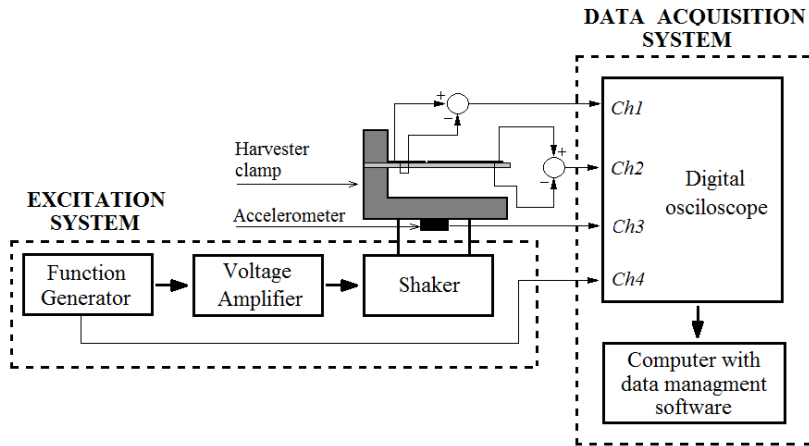 DATA ACQUISITION
SYSTEM
+
−
Ch1
+
−
Ch2
Digital
osciloscope
Ch3
Ch4
Harvester
clamp
Accelerometer
EXCITATION
SYSTEM
Function
Generator
Voltage
Amplifier
Shaker
Computer with
data managment
software